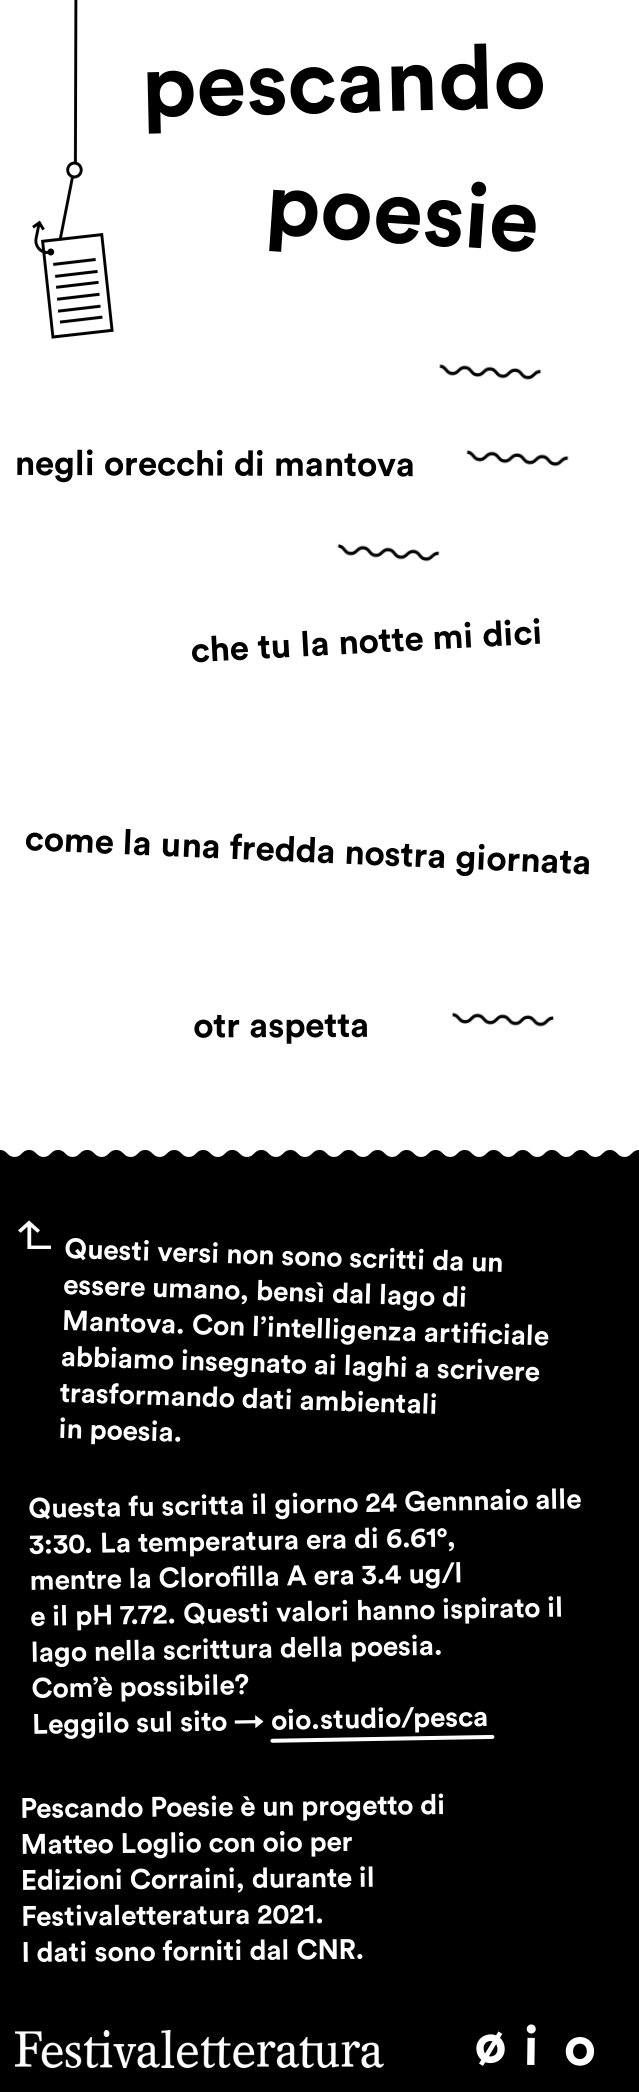 pescando
poesie
negli orecchi di mantova
che tu la notte mi dici
come la una fredda nostra giornata
otr aspetta
Questi versi non sono scritti da un
essere umano, bensì dal lago di
Mantova. Con l’intelligenza artificiale
abbiamo insegnato ai laghi a scrivere
trasformando dati ambientali
in poesia.
Questa fu scritta il giorno 24 Gennnaio alle
3:30. La temperatura era di 6.61°,
mentre la Clorofilla A era 3.4 ug/l
e il pH 7.72. Questi valori hanno ispirato il
lago nella scrittura della poesia.
Com’è possibile?
Leggilo sul sito → oio.studio/pesca
Pescando Poesie è un progetto di
Matteo Loglio con oio per
Edizioni Corraini, durante il
Festivaletteratura 2021.
I dati sono forniti dal CNR.
Festivaletteratura øio